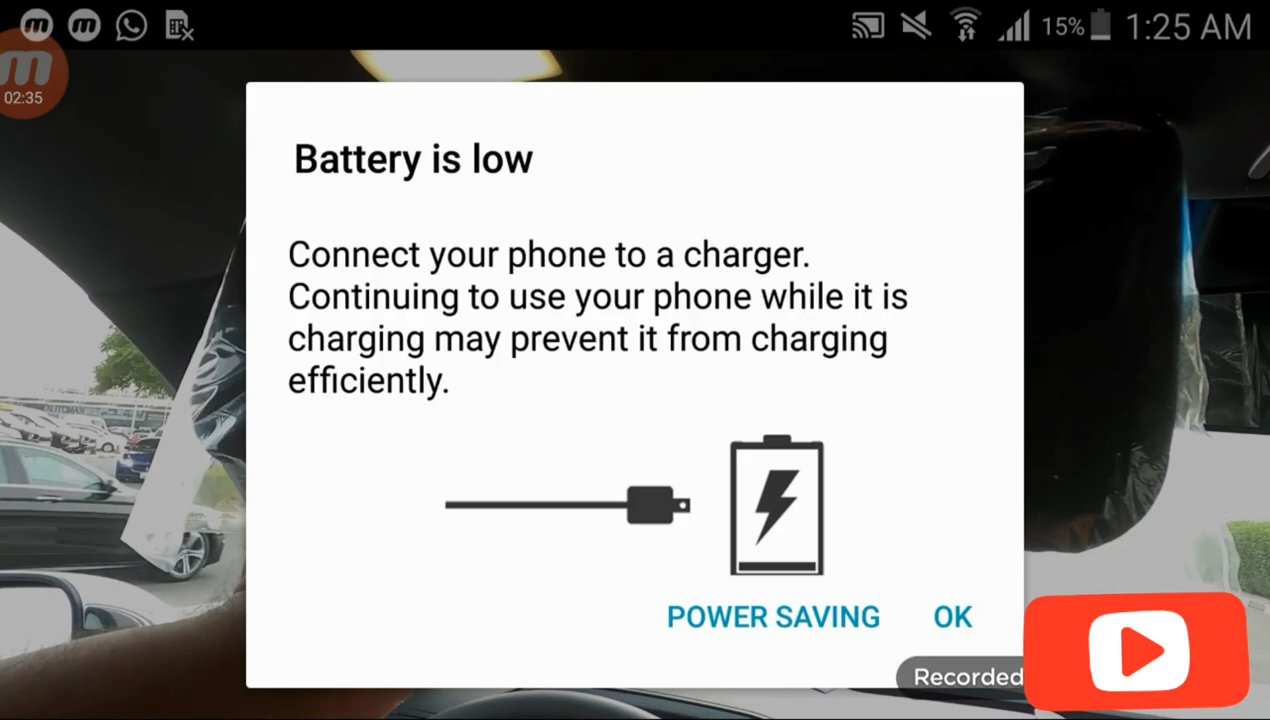 15% 1:25 AM
02:35
Battery is low
Connect your phone to a charger.
Continuing to use your phone while it is
charging may prevent it from charging
efficiently.
POWER SAVING OK
Recorded
AUTOMAX